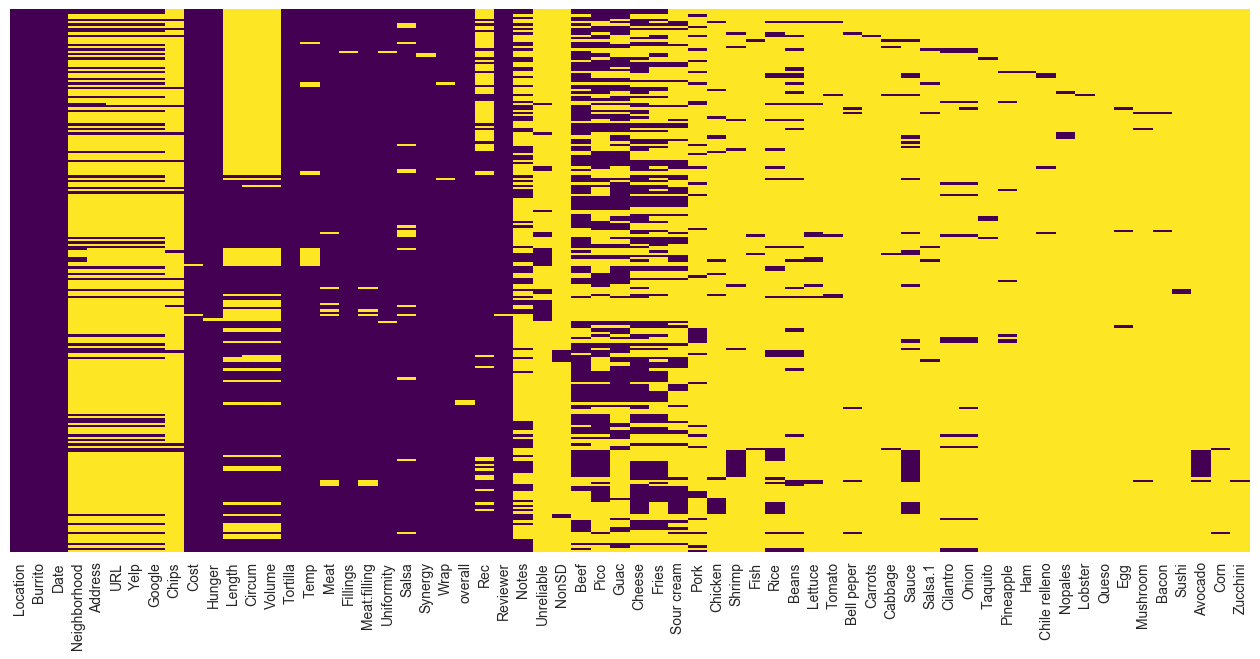 Location
Burrito
Date
Neighborhood
Address
URL
Yelp
Google
Chips
Cost
Hunger
Length
Circum
Volume
Tortilla
Temp
Meat
Fillings
Meat:filling
Uniformity
Salsa
Synergy
Wrap
overall
Rec
Reviewer
Notes
Unreliable
NonSD
Beef
Pico
Guac
Cheese
Fries
Sour cream
Pork
Chicken
Shrimp
Fish
Rice
Beans
Lettuce
Tomato
Bell peper
Carrots
Cabbage
Sauce
Salsa.1
Cilantro
Onion
Taquito
Pineapple
Ham
Chile relleno
Nopales
Lobster
Queso
Egg
Mushroom
Bacon
Sushi
Avocado
Corn
Zucchini